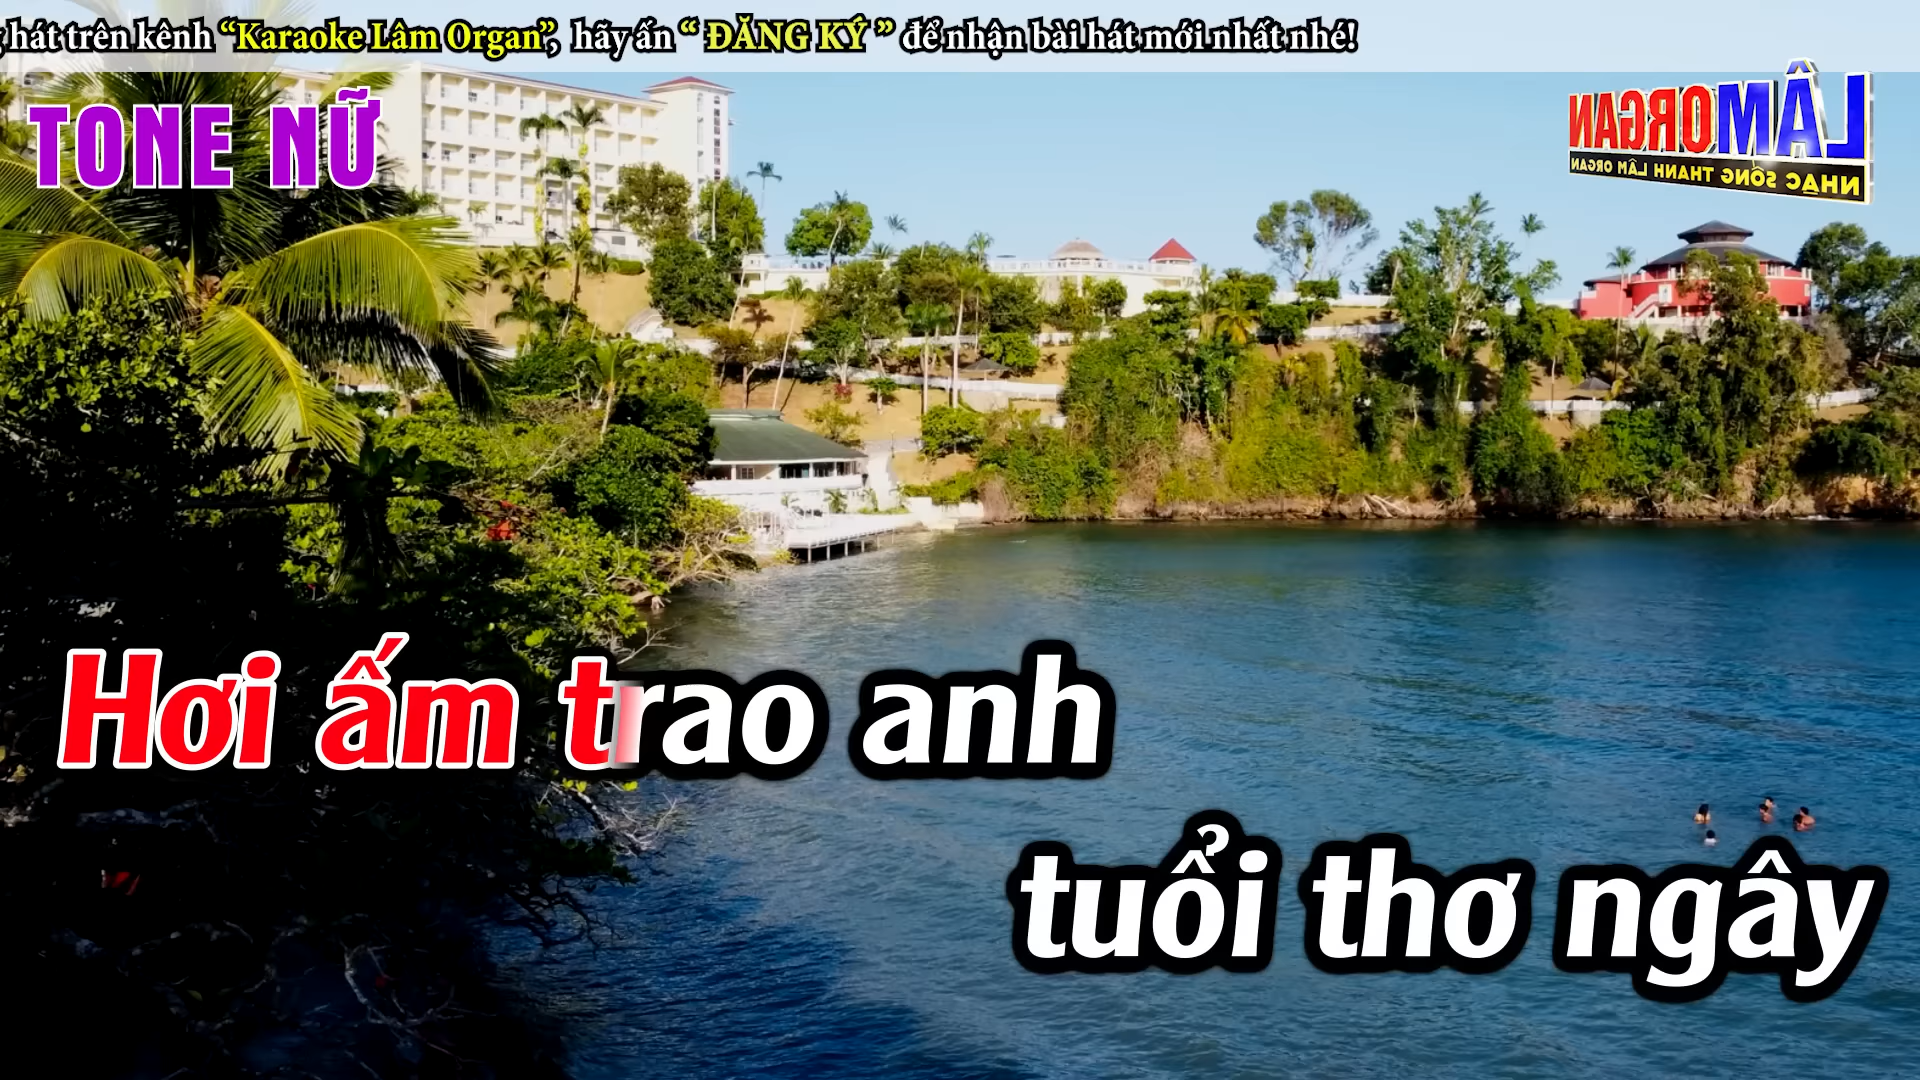 hát trên kênh “Karaoke Lâm Organ”, hãy ấn “ ĐĂNG KÝ ” để nhận bài hát mới nhất nhé!
TONE NỮ
LÂM ORGAN
NHẠC SỐNG THANH LÂM ORGAN
Hơi ấm trao anh
tuổi thơ ngây